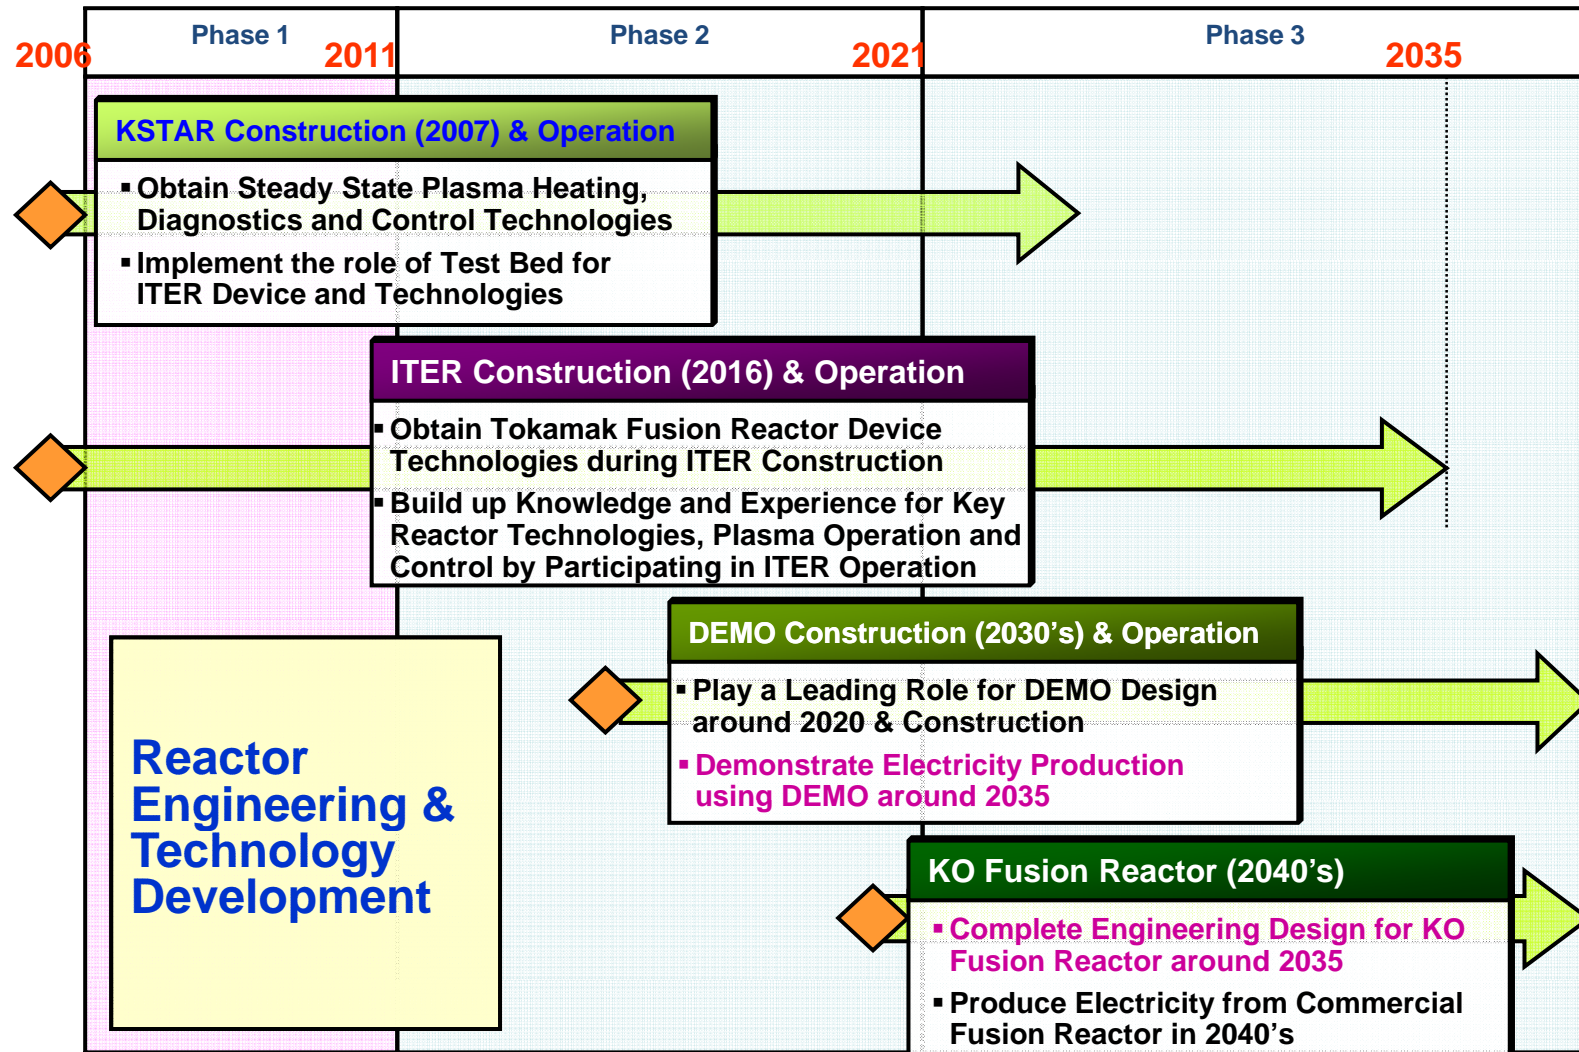 Phase 1
Phase 2
Phase 3
2006
2011
2021
2035
KSTAR Construction (2007) & Operation
▪ Obtain Steady State Plasma Heating,
Diagnostics and Control Technologies
▪ Implement the role of Test Bed for
ITER Device and Technologies
ITER Construction (2016) & Operation
▪ Obtain Tokamak Fusion Reactor Device
Technologies during ITER Construction
▪ Build up Knowledge and Experience for Key
Reactor Technologies, Plasma Operation and
Control by Participating in ITER Operation
DEMO Construction (2030’s) & Operation
▪ Play a Leading Role for DEMO Design
around 2020 & Construction
▪ Demonstrate Electricity Production
using DEMO around 2035
Reactor
Engineering &
Technology
Development
KO Fusion Reactor (2040’s)
▪ Complete Engineering Design for KO
Fusion Reactor around 2035
▪ Produce Electricity from Commercial
Fusion Reactor in 2040’s